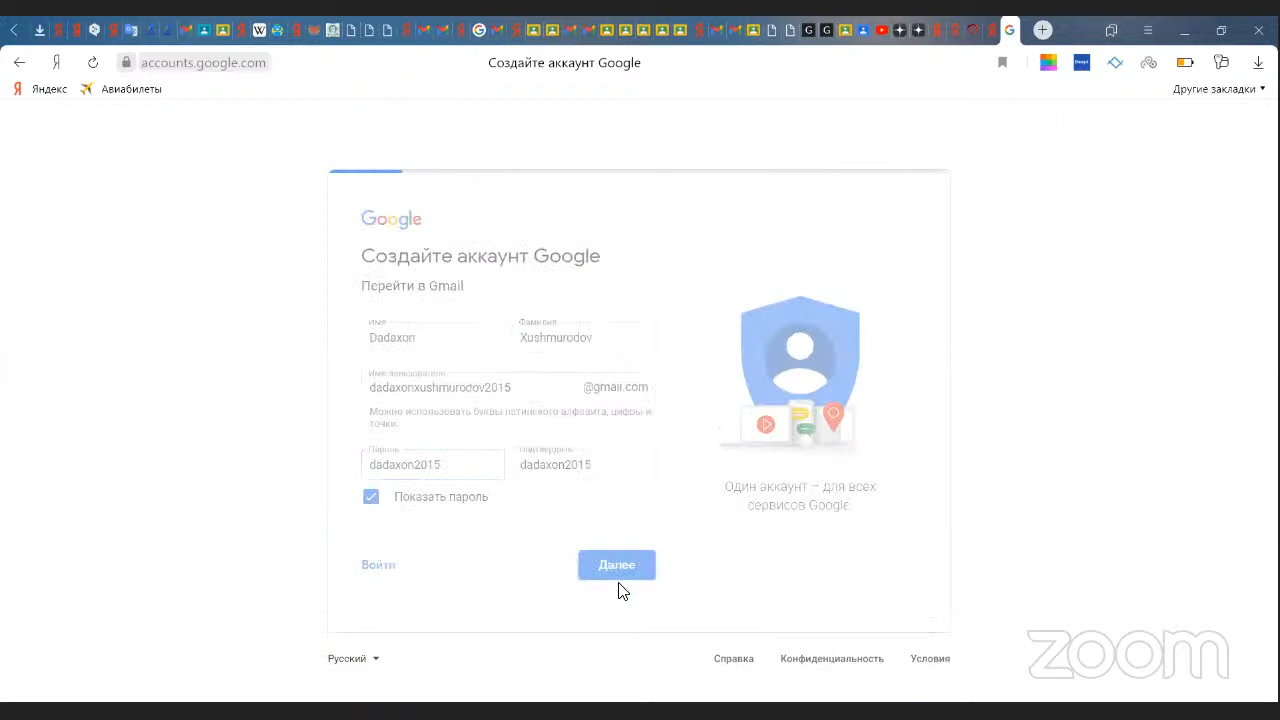 accounts.google.com
Создайте аккаунт Google
Яндекс
Авиабилеты
Другие закладки
Google
Создайте аккаунт Google
Перейти в Gmail
Имя
Фамилия
Dadaxon
Xushmurodov
Имя пользователя
dadaxonxushmurodov2015
@gmail.com
Можно использовать буквы латинского алфавита, цифры и
точки.
Пароль
Подтвердить
dadaxon2015
dadaxon2015
Показать пароль
Один аккаунт – для всех
сервисов Google.
Войти
Далее
Русский
Справка
Конфиденциальность
Условия
zoom